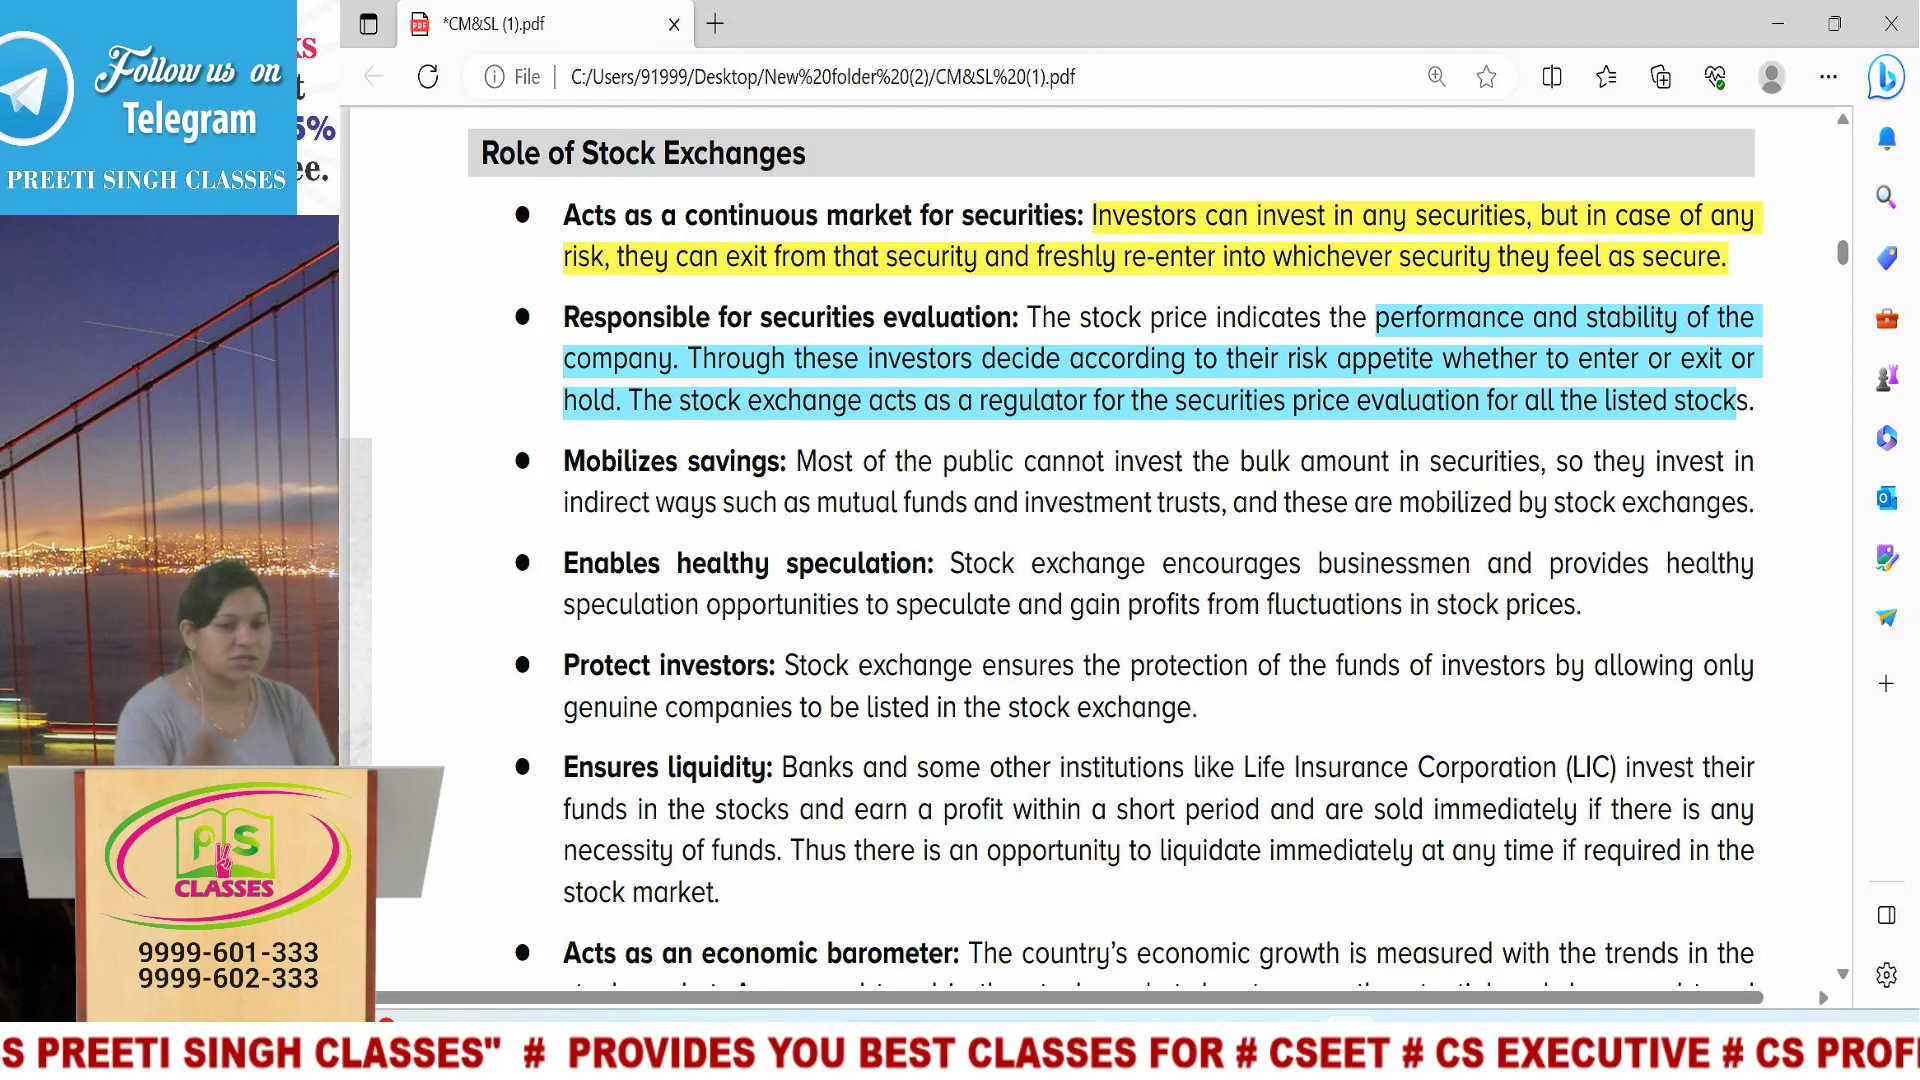 Follow us on
Telegram
PREETI SINGH CLASSES
5%
ee.
*CM&SL (1).pdf
File
C:/Users/91999/Desktop/New%20folder%20(2)/CM&SL%20(1).pdf
Role of Stock Exchanges
● Acts as a continuous market for securities: Investors can invest in any securities, but in case of any
risk, they can exit from that security and freshly re-enter into whichever security they feel as secure.
● Responsible for securities evaluation: The stock price indicates the performance and stability of the
company. Through these investors decide according to their risk appetite whether to enter or exit or
hold. The stock exchange acts as a regulator for the securities price evaluation for all the listed stocks.
● Mobilizes savings: Most of the public cannot invest the bulk amount in securities, so they invest in
indirect ways such as mutual funds and investment trusts, and these are mobilized by stock exchanges.
● Enables healthy speculation: Stock exchange encourages businessmen and provides healthy
speculation opportunities to speculate and gain profits from fluctuations in stock prices.
● Protect investors: Stock exchange ensures the protection of the funds of investors by allowing only
genuine companies to be listed in the stock exchange.
● Ensures liquidity: Banks and some other institutions like Life Insurance Corporation (LIC) invest their
funds in the stocks and earn a profit within a short period and are sold immediately if there is any
necessity of funds. Thus there is an opportunity to liquidate immediately at any time if required in the
stock market.
● Acts as an economic barometer: The country's economic growth is measured with the trends in the
PS
CLASSES
9999-601-333
9999-602-333
S PREETI SINGH CLASSES" # PROVIDES YOU BEST CLASSES FOR # CSEET # CS EXECUTIVE # CS PROF